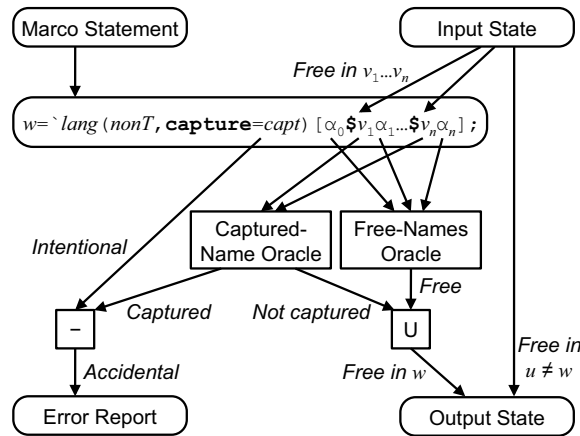 Marco Statement
Input State
Free in v₁...vₙ
w=`lang(nonT,capture=capt)[α₀$v₁α₁...$vₙαₙ];
Captured-
Name Oracle
Free-Names
Oracle
Intentional
Captured
Not captured
Free
−
U
Free in
u ≠ w
Accidental
Free in w
Error Report
Output State